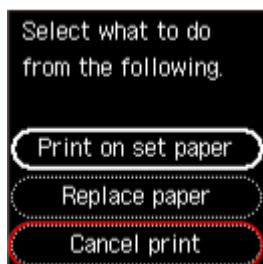 Select what to do
from the following.
Print on set paper
Replace paper
Cancel print